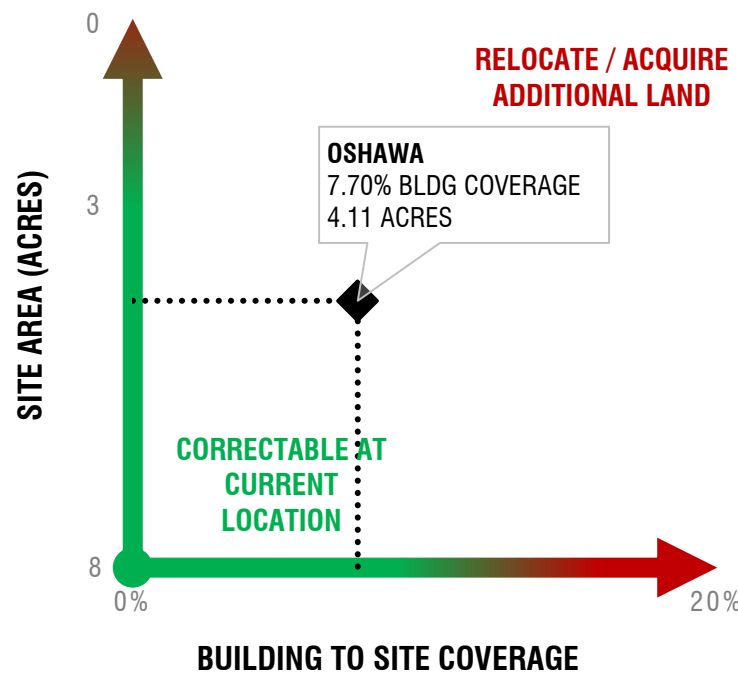 0
RELOCATE / ACQUIRE
ADDITIONAL LAND
OSHAWA
7.70% BLDG COVERAGE
4.11 ACRES
3
SITE AREA (ACRES)
CORRECTABLE AT
CURRENT
LOCATION
8
0%
20%
BUILDING TO SITE COVERAGE